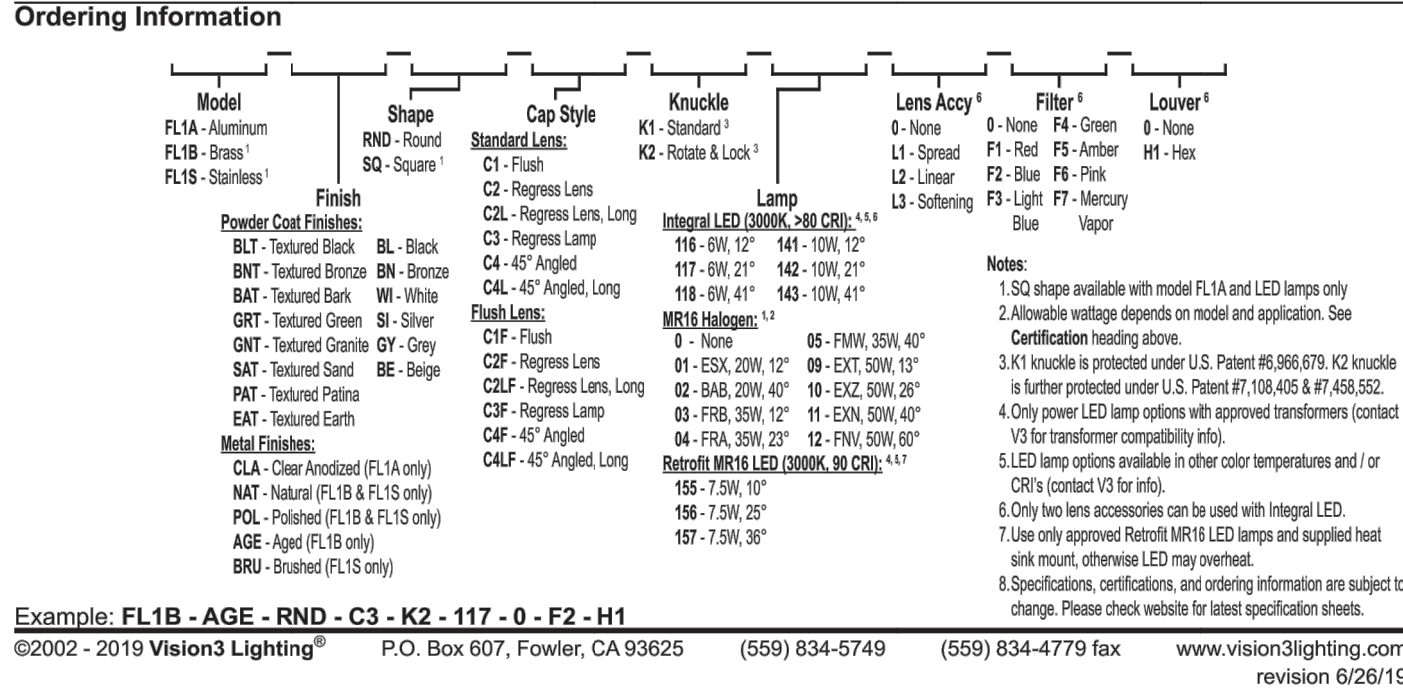 Ordering Information
Model
FL1A - Aluminum
FL1B - Brass 1
FL1S - Stainless 1
Finish
Powder Coat Finishes:
BLT - Textured Black BL - Black
BNT - Textured Bronze BN - Bronze
BAT - Textured Bark WI - White
GRT - Textured Green SI - Silver
GNT - Textured Granite GY - Grey
SAT - Textured Sand BE - Beige
PAT - Textured Patina
EAT - Textured Earth
Metal Finishes:
CLA - Clear Anodized (FL1A only)
NAT - Natural (FL1B & FL1S only)
POL - Polished (FL1B & FL1S only)
AGE - Aged (FL1B only)
BRU - Brushed (FL1S only)
Shape
RND - Round
SQ - Square 1
Cap Style
Standard Lens:
C1 - Flush
C2 - Regress Lens
C2L - Regress Lens, Long
C3 - Regress Lamp
C4 - 45° Angled
C4L - 45° Angled, Long
Flush Lens:
C1F - Flush
C2F - Regress Lens
C2LF - Regress Lens, Long
C3F - Regress Lamp
C4F - 45° Angled
C4LF - 45° Angled, Long
Knuckle
K1 - Standard 3
K2 - Rotate & Lock 3
Lamp
Integral LED (3000K, >80 CRI): 4, 5, 6
116 - 6W, 12° 141 - 10W, 12°
117 - 6W, 21° 142 - 10W, 21°
118 - 6W, 41° 143 - 10W, 41°
MR16 Halogen: 1, 2
0 - None 05 - FMW, 35W, 40°
01 - ESX, 20W, 12° 09 - EXT, 50W, 13°
02 - BAB, 20W, 40° 10 - EXZ, 50W, 26°
03 - FRB, 35W, 12° 11 - EXN, 50W, 40°
04 - FRA, 35W, 23° 12 - FNV, 50W, 60°
Retrofit MR16 LED (3000K, 90 CRI): 4, 5, 7
155 - 7.5W, 10°
156 - 7.5W, 25°
157 - 7.5W, 36°
Lens Accy 6
0 - None
L1 - Spread
L2 - Linear
L3 - Softening
Filter 6
0 - None F4 - Green
F1 - Red F5 - Amber
F2 - Blue F6 - Pink
F3 - Light F7 - Mercury
Blue Vapor
Louver 6
0 - None
H1 - Hex
Notes:
1.SQ shape available with model FL1A and LED lamps only
2.Allowable wattage depends on model and application. See
Certification heading above.
3.K1 knuckle is protected under U.S. Patent #6,966,679. K2 knuckle
is further protected under U.S. Patent #7,108,405 & #7,458,552.
4.Only power LED lamp options with approved transformers (contact
V3 for transformer compatibility info).
5.LED lamp options available in other color temperatures and / or
CRI's (contact V3 for info).
6.Only two lens accessories can be used with Integral LED.
7.Use only approved Retrofit MR16 LED lamps and supplied heat
sink mount, otherwise LED may overheat.
8.Specifications, certifications, and ordering information are subject to
change. Please check website for latest specification sheets.
Example: FL1B - AGE - RND - C3 - K2 - 117 - 0 - F2 - H1
©2002 - 2019 Vision3 Lighting® P.O. Box 607, Fowler, CA 93625 (559) 834-5749 (559) 834-4779 fax www.vision3lighting.com
revision 6/26/19